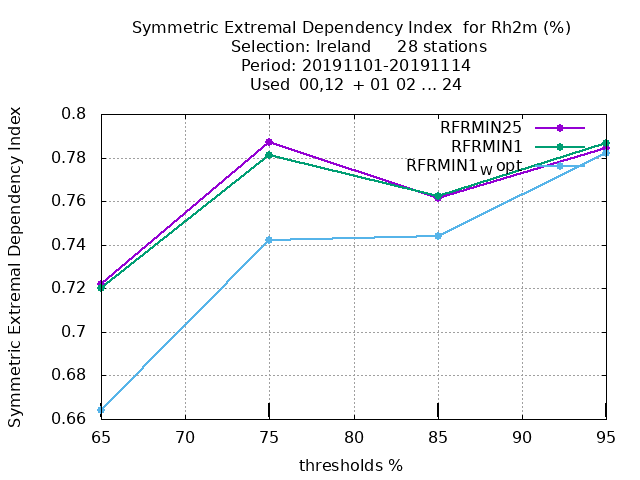 Symmetric Extremal Dependency Index  for Rh2m (%)
Selection: Ireland     28 stations
Period: 20191101-20191114
Used  00,12  + 01 02 ... 24
Symmetric Extremal Dependency Index
0.8
0.78
0.76
0.74
0.72
0.7
0.68
0.66
RFRMIN25
RFRMIN1
RFRMIN1W opt
65 70 75 80 85 90 95
thresholds %